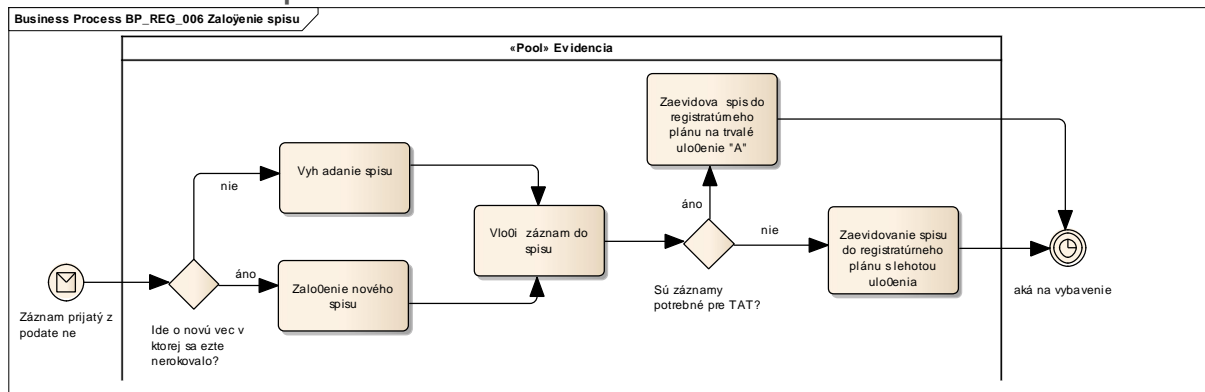 Business Process BP_REG_006 Zaloÿenie spisu
«Pool» Evidencia
Zaevidova spis do
registratúrneho
plánu na trvalé
ulo0enie "A"
Vyh adanie spisu
nie
áno
Vlo0i záznam do
spisu
nie
Zaevidovanie spisu
do registratúrneho
plánu s lehotou
ulo0enia
áno
Zalo0enie nového
spisu
Sú záznamy
potrebné pre TAT?
aká na vybavenie
Záznam prijatý z
podate ne
Ide o novú vec v
ktorej sa ezte
nerokovalo?